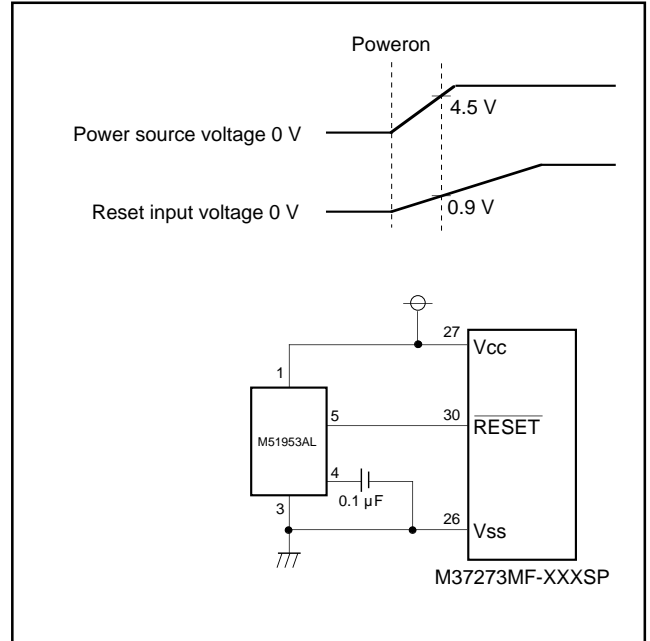 Poweron
4.5 V
Power source voltage 0 V
0.9 V
Reset input voltage 0 V
27
Vcc
1
5
30
RESET
M51953AL
4
0.1 µF
3
26
Vss
M37273MF-XXXSP